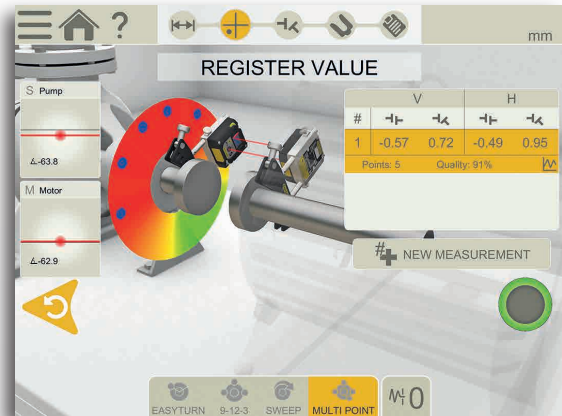 ?
mm
REGISTER VALUE
S Pump
-63.8
M Motor
-62.9
V H
#
1 -0.57 0.72 -0.49 0.95
Points: 5 Quality: 91%
# NEW MEASUREMENT
EASYTURN 9-12-3 SWEEP MULTI POINT
0